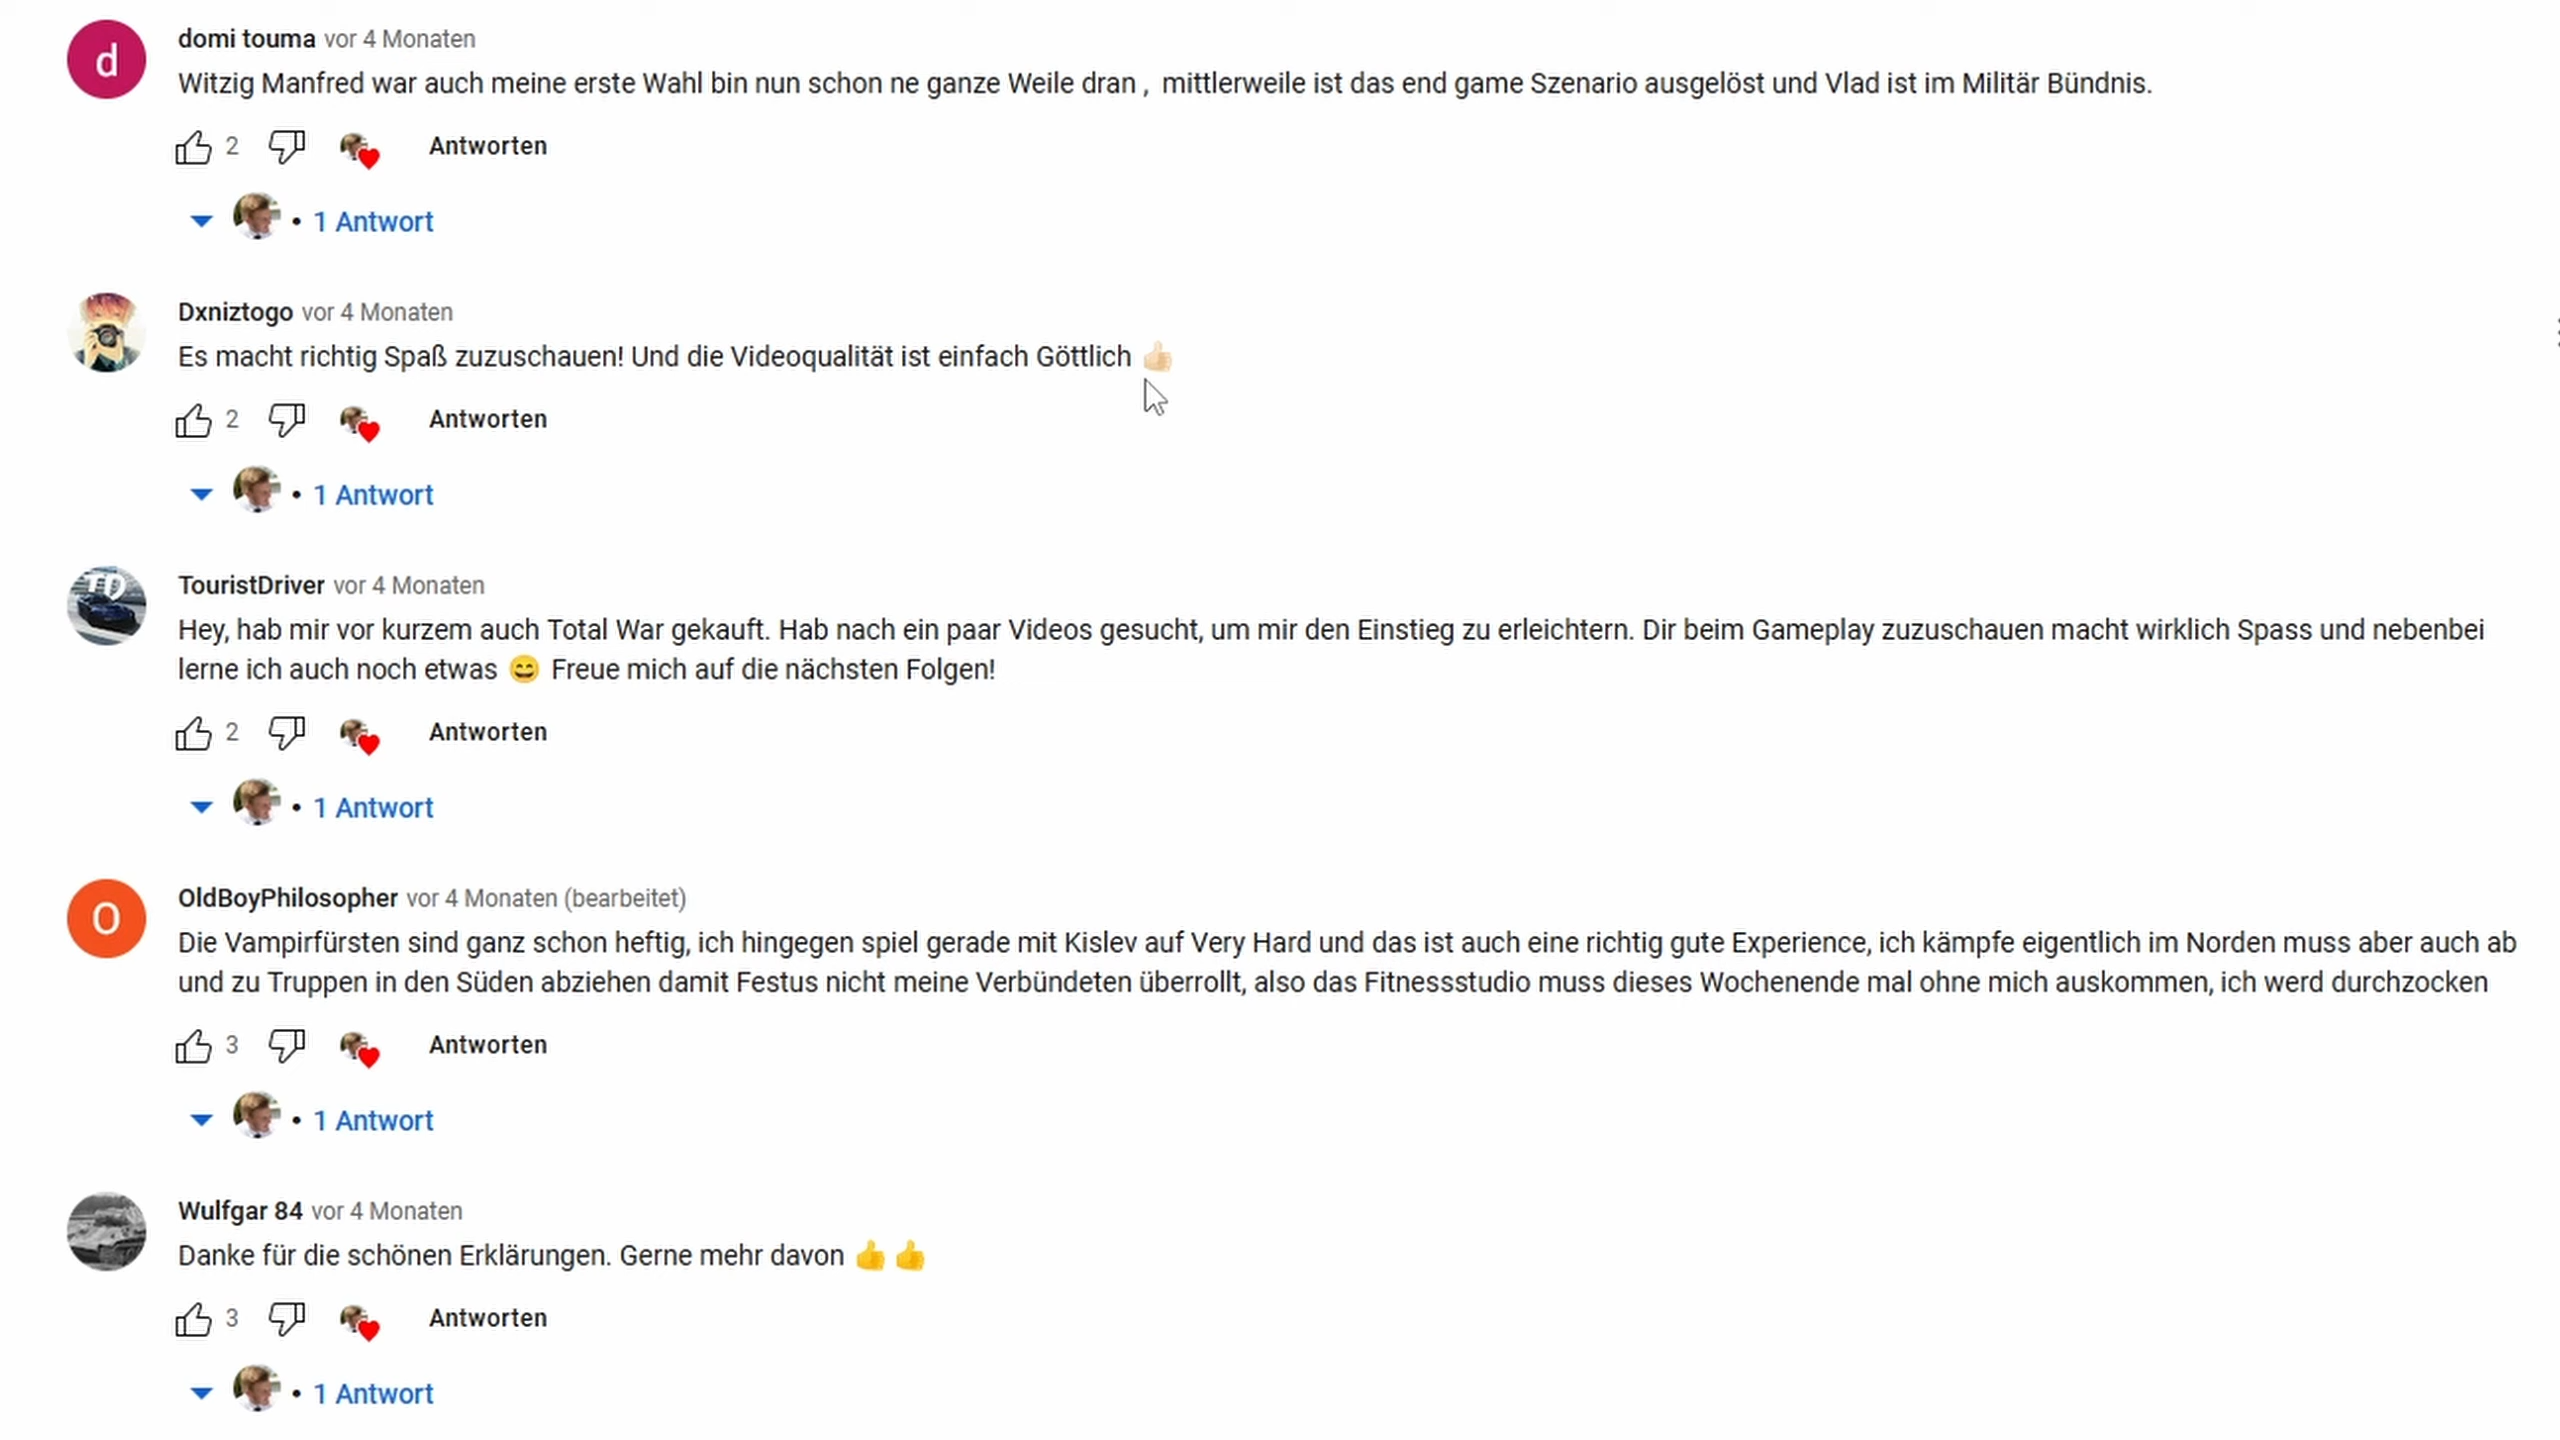 d
domi touma vor 4 Monaten
Witzig Manfred war auch meine erste Wahl bin nun schon ne ganze Weile dran ,  mittlerweile ist das end game Szenario ausgelöst und Vlad ist im Militär Bündnis.
2 Antworten
• 1 Antwort
Dxniztogo vor 4 Monaten
Es macht richtig Spaß zuzuschauen! Und die Videoqualität ist einfach Göttlich 👍🏻
2 Antworten
• 1 Antwort
TD
TouristDriver vor 4 Monaten
Hey, hab mir vor kurzem auch Total War gekauft. Hab nach ein paar Videos gesucht, um mir den Einstieg zu erleichtern. Dir beim Gameplay zuzuschauen macht wirklich Spass und nebenbei
lerne ich auch noch etwas 😄 Freue mich auf die nächsten Folgen!
2 Antworten
• 1 Antwort
O
OldBoyPhilosopher vor 4 Monaten (bearbeitet)
Die Vampirfürsten sind ganz schon heftig, ich hingegen spiel gerade mit Kislev auf Very Hard und das ist auch eine richtig gute Experience, ich kämpfe eigentlich im Norden muss aber auch ab
und zu Truppen in den Süden abziehen damit Festus nicht meine Verbündeten überrollt, also das Fitnessstudio muss dieses Wochenende mal ohne mich auskommen, ich werd durchzocken
3 Antworten
• 1 Antwort
Wulfgar 84 vor 4 Monaten
Danke für die schönen Erklärungen. Gerne mehr davon 👍 👍
3 Antworten
• 1 Antwort